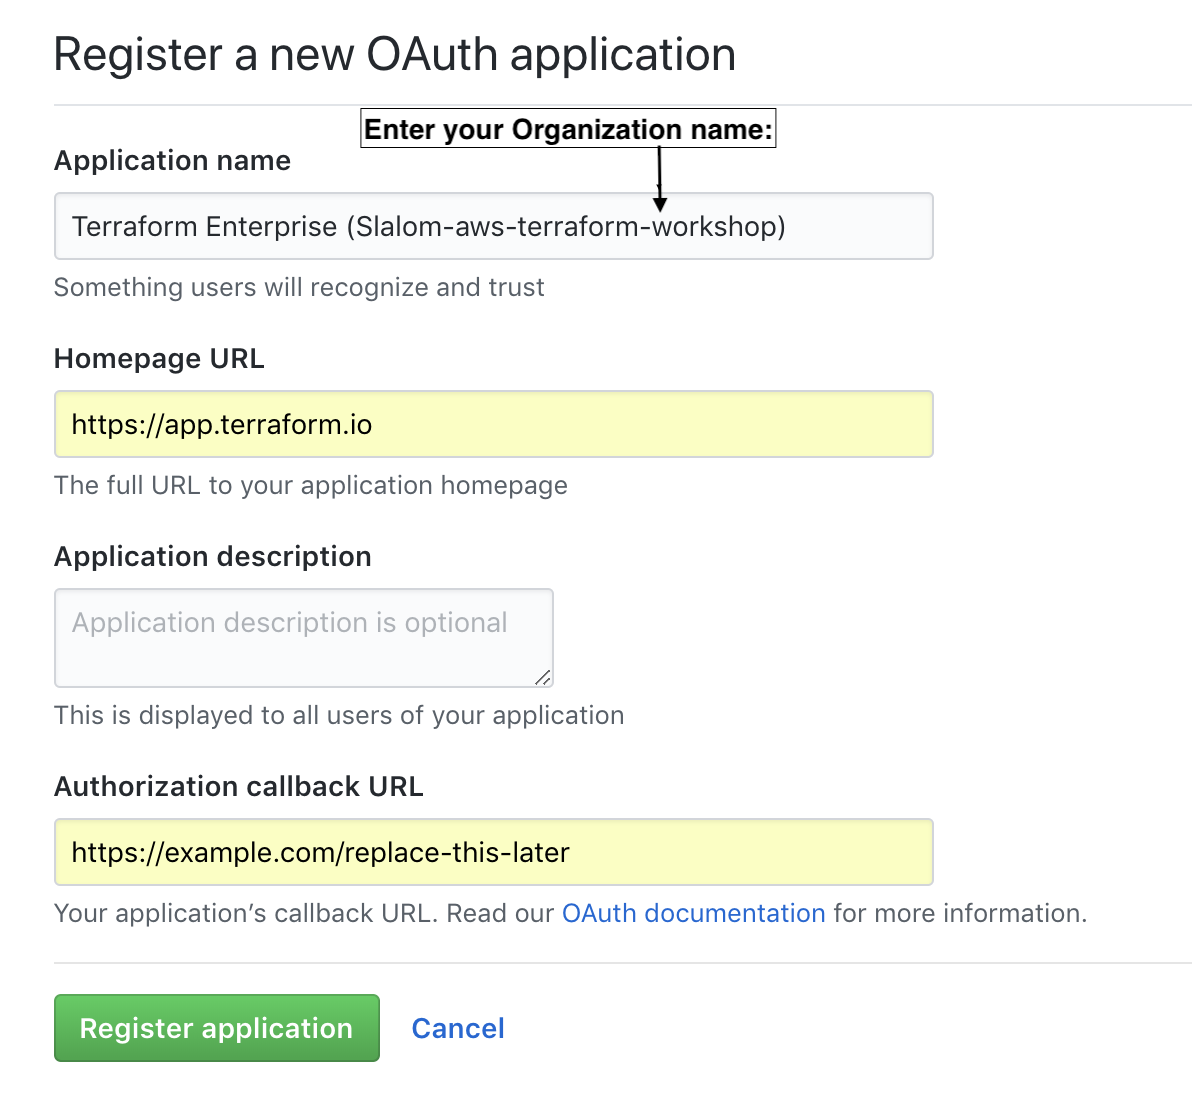 Register a new OAuth application
Enter your Organization name:
Application name
Terraform Enterprise (Slalom-aws-terraform-workshop)
Something users will recognize and trust
Homepage URL
https://app.terraform.io
The full URL to your application homepage
Application description
Application description is optional
This is displayed to all users of your application
Authorization callback URL
https://example.com/replace-this-later
Your application’s callback URL. Read our OAuth documentation for more information.
Register application Cancel